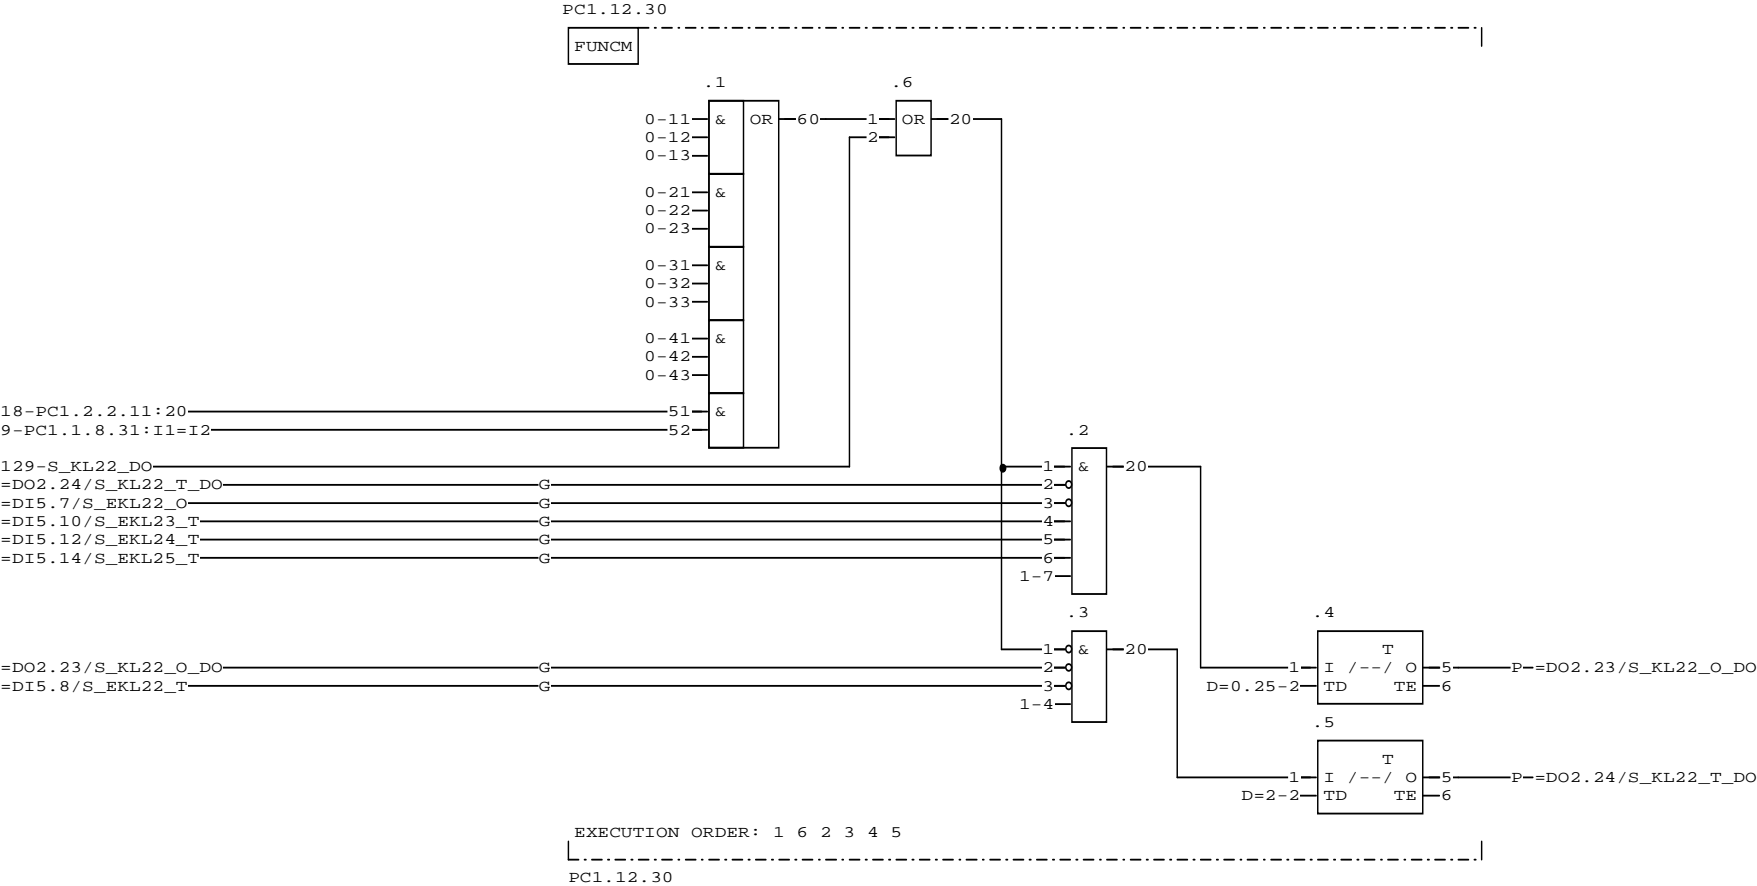 PC1.12.30
FUNCM
.1 .6
0-11 & OR 60 1 OR 20
0-12 2
0-13
0-21 &
0-22
0-23
0-31 &
0-32
0-33
0-41 &
0-42
0-43
18-PC1.2.2.11:20 51 &
9-PC1.1.8.31:I1=I2 52
.2
129-S_KL22_DO 1 & 20
=DO2.24/S_KL22_T_DO G 2
=DI5.7/S_EKL22_O G 3
=DI5.10/S_EKL23_T G 4
=DI5.12/S_EKL24_T G 5
=DI5.14/S_EKL25_T G 6
1-7
.3 .4
1 & 20 T
=DO2.23/S_KL22_O_DO G 2 1 I /--/ O 5 P-=DO2.23/S_KL22_O_DO
=DI5.8/S_EKL22_T G 3 D=0.25-2 TD TE 6
1-4
.5
T
1 I /--/ O 5 P-=DO2.24/S_KL22_T_DO
D=2-2 TD TE 6
EXECUTION ORDER: 1 6 2 3 4 5
PC1.12.30